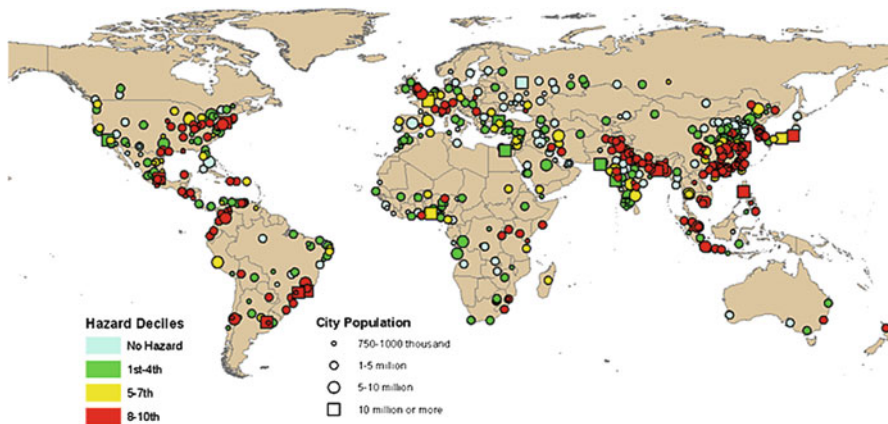 Hazard Deciles
No Hazard
1st-4th
5-7th
8-10th
City Population
750-1000 thousand
1-5 million
5-10 million
10 million or more